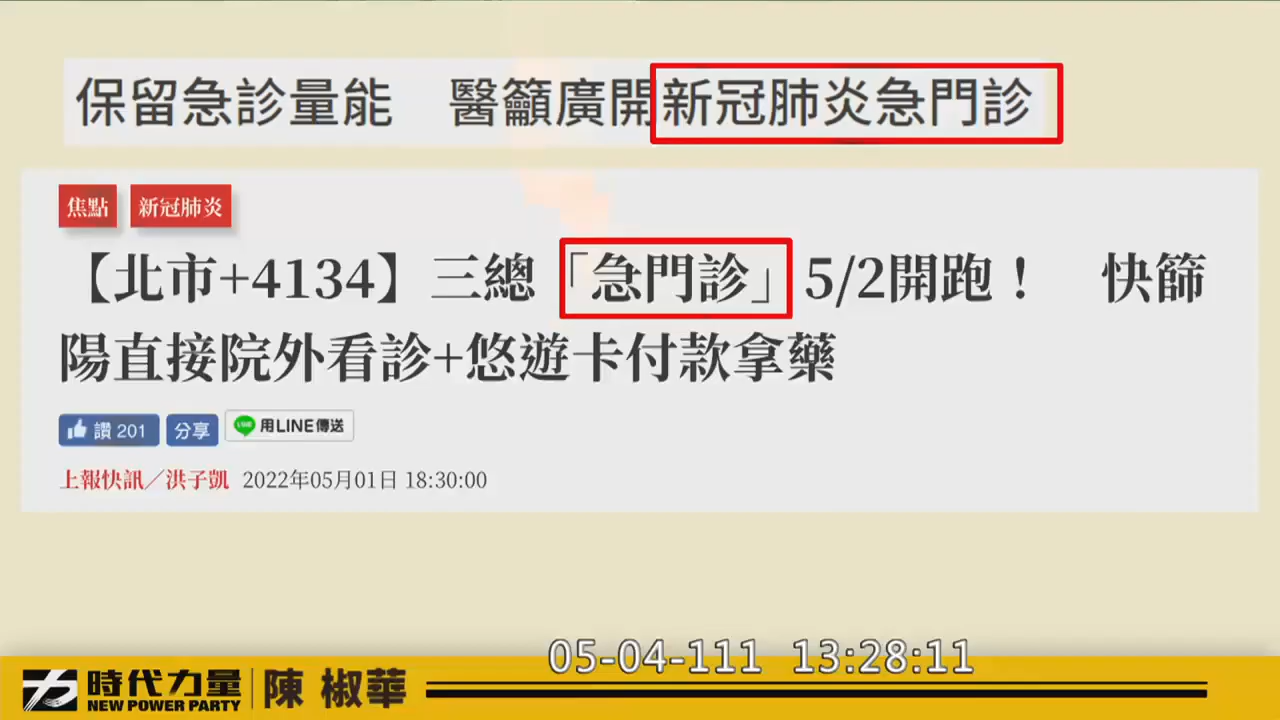 保留急診量能　醫籲廣開新冠肺炎急門診
焦點 新冠肺炎
【北市+4134】三總「急門診」5/2開跑！　快篩
陽直接院外看診+悠遊卡付款拿藥
讚 201 分享 LINE 用LINE傳送
上報快訊／洪子凱 2022年05月01日 18:30:00
05-04-111 13:28:11
時代力量 陳 椒華
NEW POWER PARTY